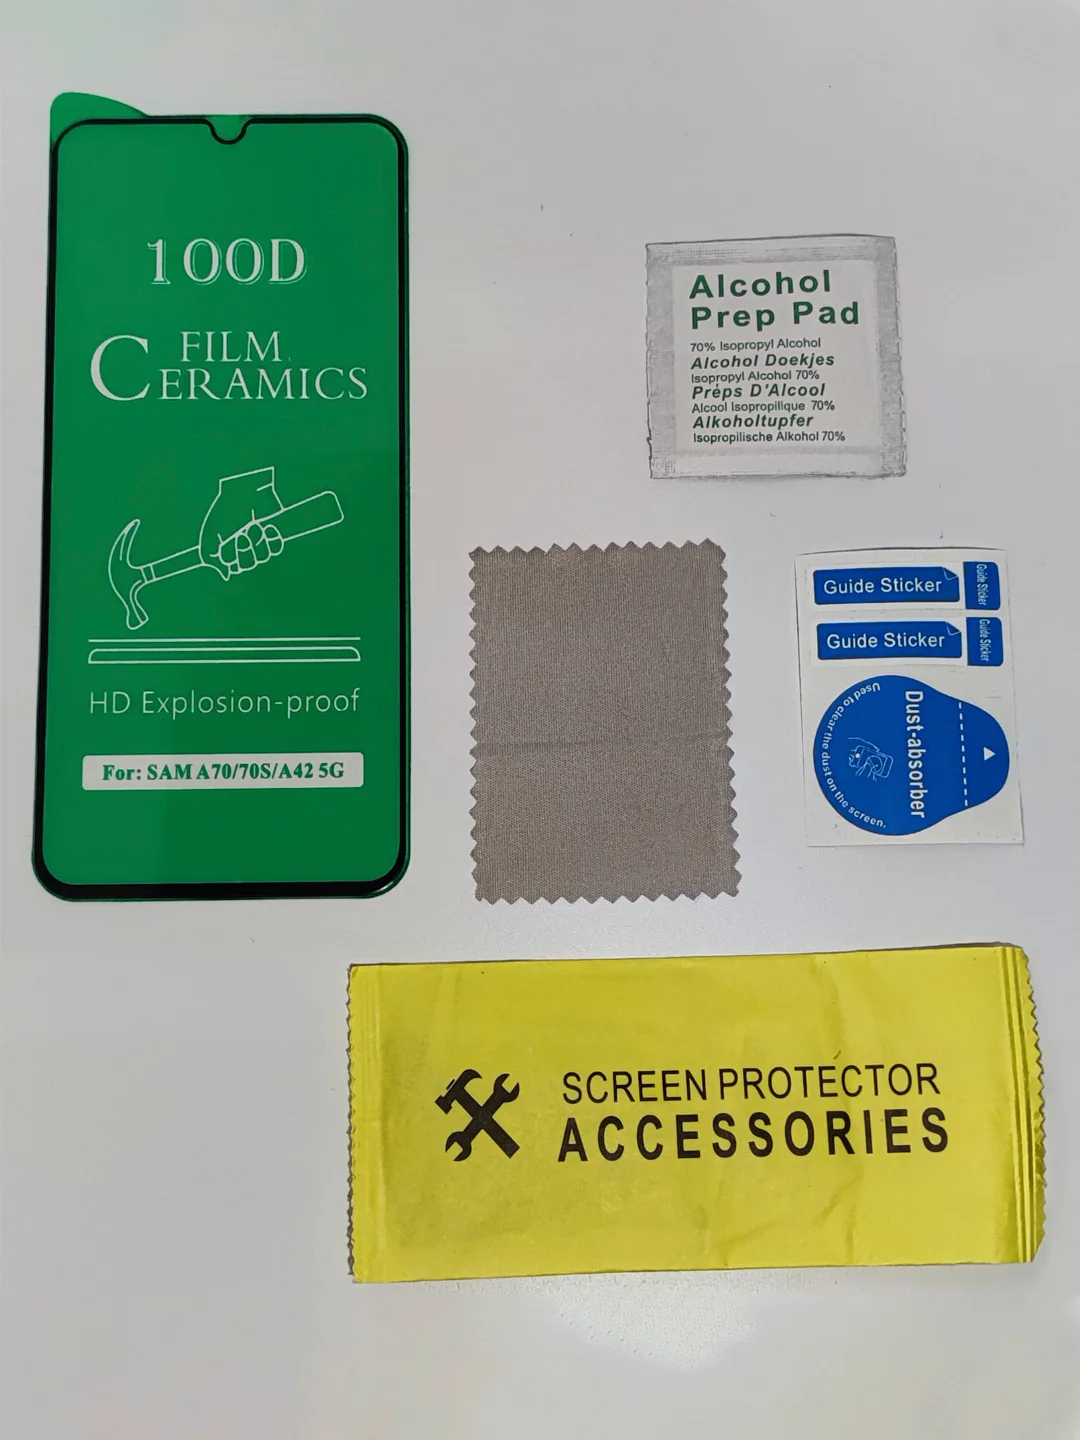 100D
FILM
CERAMICS
HD Explosion-proof
For: SAM A70/70S/A42 5G
Alcohol
Prep Pad
70% Isopropyl Alcohol
Alcohol Doekjes
Isopropyl Alcohol 70%
Préps D'Alcool
Alcool Isopropilique 70%
Alkoholtupfer
Isopropilische Alkohol 70%
Guide Sticker
Guide Sticker
Guide Sticker
Guide Sticker
Dust-absorber
Used to clear the dust on the screen.
SCREEN PROTECTOR
ACCESSORIES